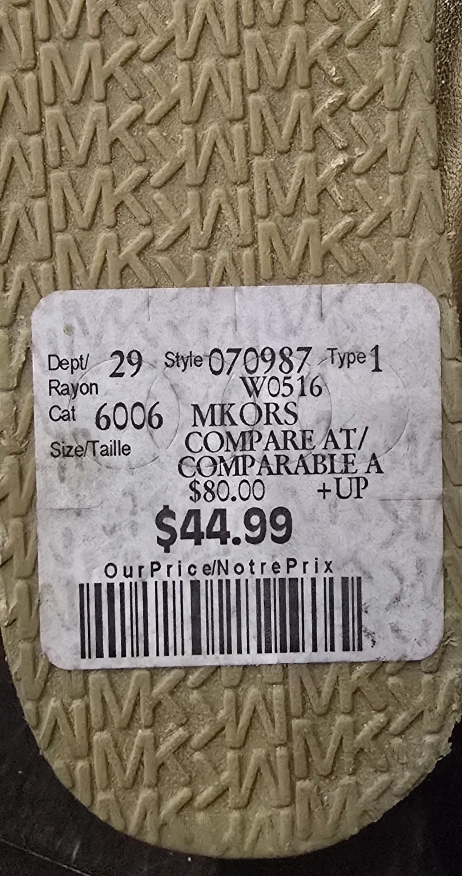 Dept/ 29 Style 070987 Type 1
Rayon W0516
Cat 6006 MKORS
Size/Taille COMPARE AT/
COMPARABLE A
$80.00 +UP
$44.99
OurPrice/NotrePrix
MK